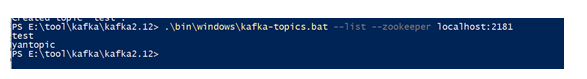 Created topic "test".
PS E:\tool\kafka\kafka2.12> .\bin\windows\kafka-topics.bat --list --zookeeper localhost:2181
test
yantopic
PS E:\tool\kafka\kafka2.12>